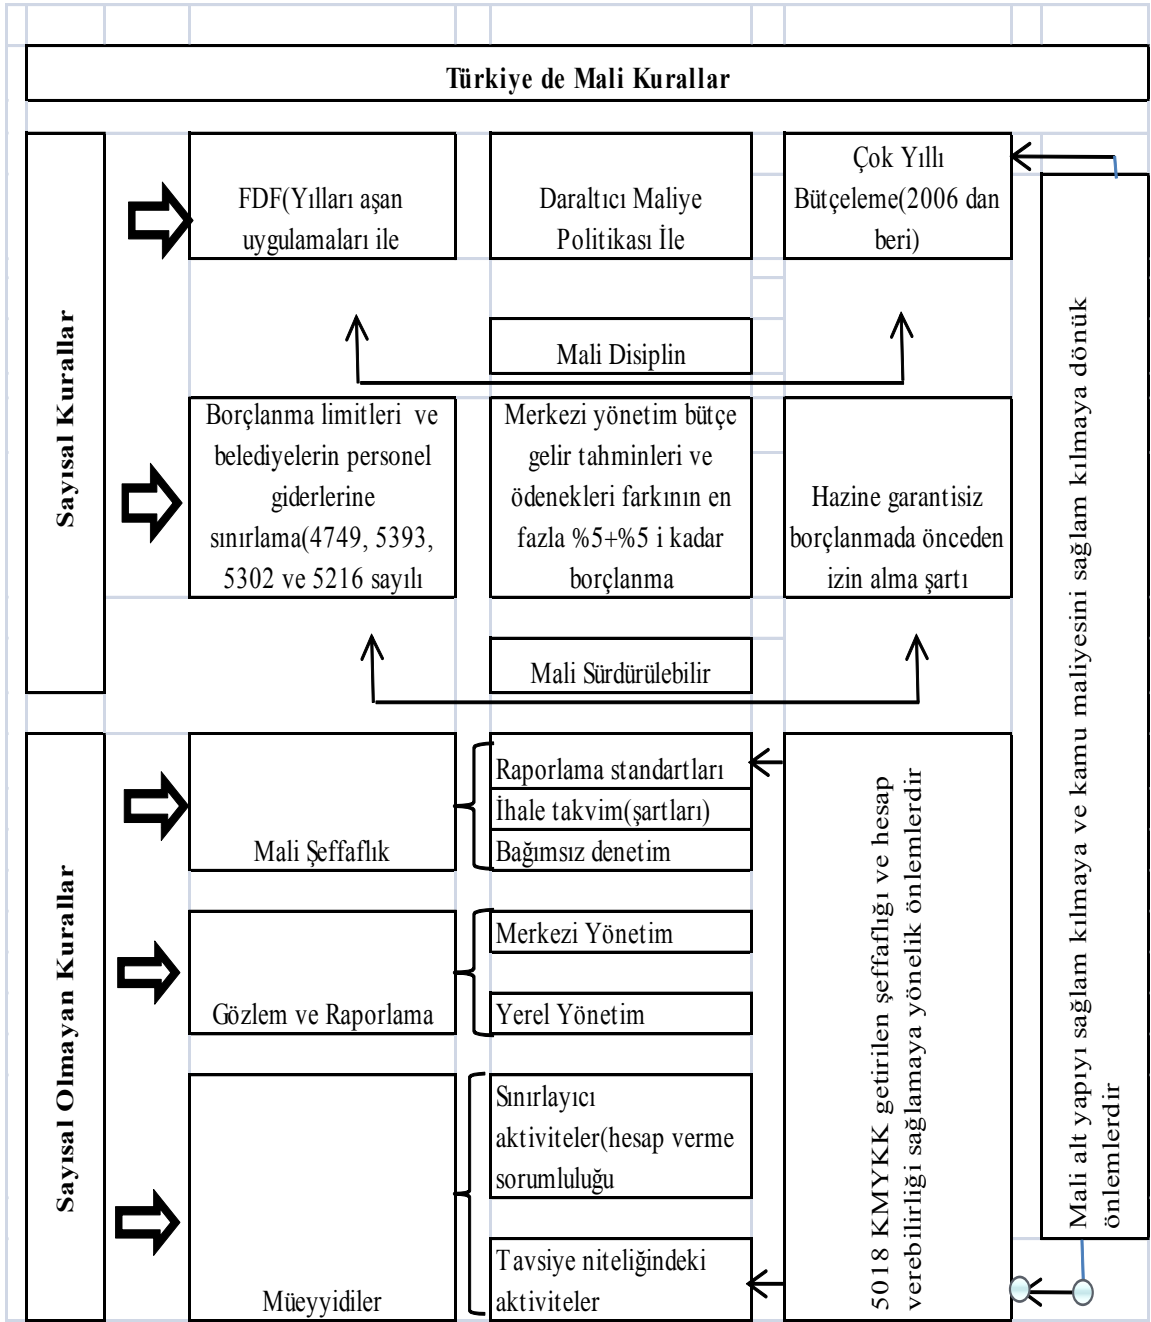 Türkiye de Mali Kurallar
Sayısal Kurallar
FDF(Yılları aşan
uygulamaları ile
Daraltıcı Maliye
Politikası İle
Çok Yıllı
Bütçeleme(2006 dan
beri)
Mali Disiplin
Borçlanma limitleri ve
belediyelerin personel
giderlerine
sınırlama(4749, 5393,
5302 ve 5216 sayılı
Merkezi yönetim bütçe
gelir tahminleri ve
ödenekleri farkının en
fazla %5+%5 i kadar
borçlanma
Hazine garantisiz
borçlanmada önceden
izin alma şartı
Mali Sürdürülebilir
Sayısal Olmayan Kurallar
Mali Şeffaflık
Raporlama standartları
İhale takvim(şartları)
Bağımsız denetim
Gözlem ve Raporlama
Merkezi Yönetim
Yerel Yönetim
Müeyyidiler
Sınırlayıcı
aktiviteler(hesap verme
sorumluluğu
Tavsiye niteliğindeki
aktiviteler
5018 KMYKK getirilen şeffaflığı ve hesap
verebilirliği sağlamaya yönelik önlemlerdir
Mali alt yapıyı sağlam kılmaya ve kamu maliyesini sağlam kılmaya dönük
önlemlerdir